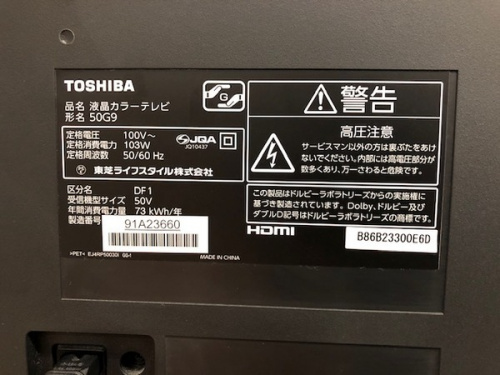 TOSHIBA
品名 液晶カラーテレビ
形名 50G9
定格電圧 100V~
定格消費電力 103W
定格周波数 50/60 Hz
JQA
JQ10437
東芝ライフスタイル株式会社
区分名 DF1
受信機型サイズ 50V
年間消費電力量 73 kWh/年
製造番号
91A23660
MADE IN CHINA
警告
高圧注意
サービスマン以外の方は裏ぶたをあけ
ないでください。内部には高電圧部分が
数多くあり、万一さわると危険です。
この製品はドルビーラボラトリーズからの実施権に
基づき製造されています。Dolby、ドルビー及び
ダブルD記号はドルビーラボラトリーズの商標です。
HDMI
B86B23300E6D